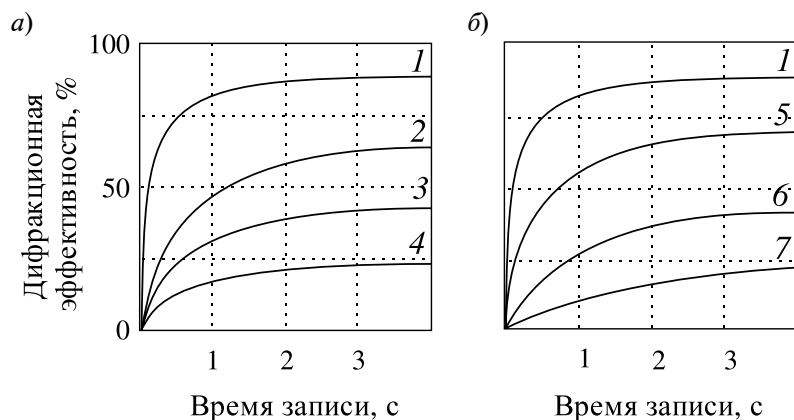 а)
100
50
0
Дифракционная
эффективность, %
1
2
3
4
1
2
3
Время записи, с
б)
1
5
6
7
1
2
3
Время записи, с